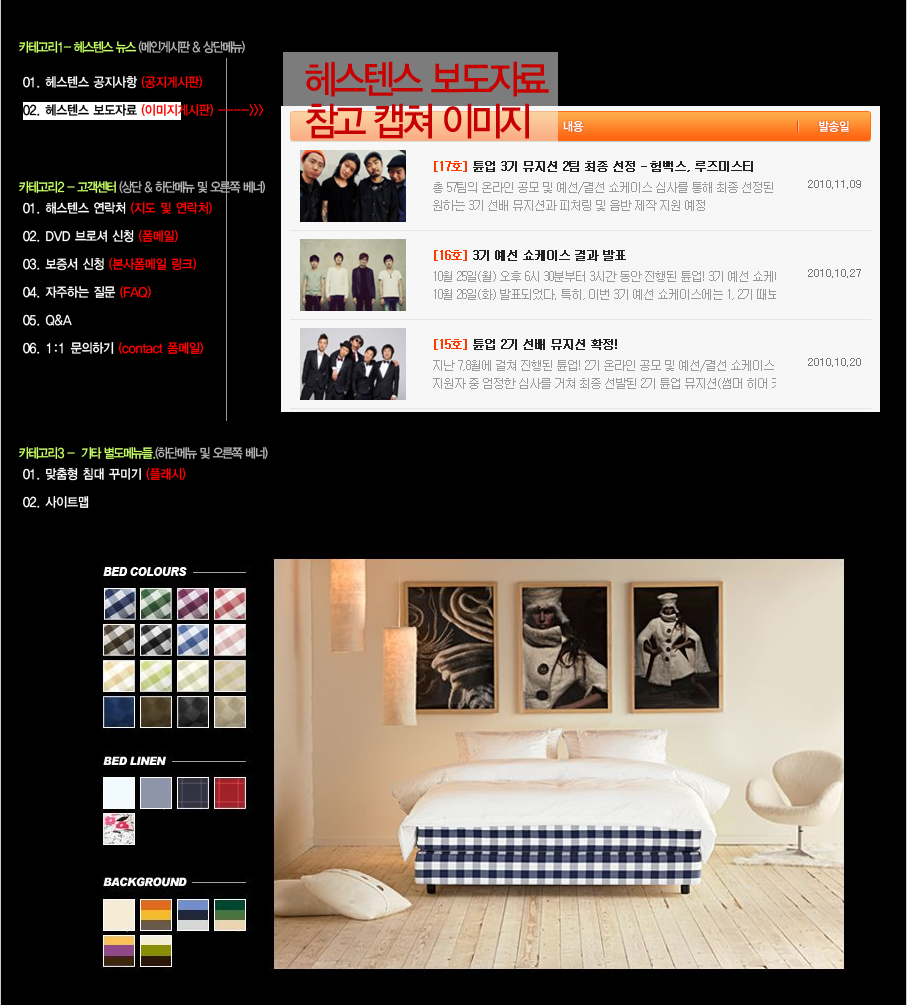 카테고리1- 헤스텐스 뉴스 (메인게시판 & 상단메뉴)
01. 헤스텐스 공지사항 (공지게시판)
02. 헤스텐스 보도자료 (이미지게시판) ---->>>
헤스텐스 보도자료
참고 캡쳐 이미지
내용
발송일
[17호] 튠업 3기 뮤지션 2팀 최종 선정 - 험백스, 루즈미스티
총 57팀의 온라인 공모 및 예선/결선 쇼케이스 심사를 통해 최종 선정된
원하는 3기 선배 뮤지션과 피처링 및 음반 제작 지원 예정
2010.11.09
[16호] 3기 예선 쇼케이스 결과 발표
10월 25일(월) 오후 6시 30분부터 3시간 동안 진행된 튠업! 3기 예선 쇼케
10월 26일(화) 발표되었다. 특히, 이번 3기 예선 쇼케이스에는 1, 2기 때보
2010.10.27
[15호] 튠업 2기 선배 뮤지션 확정!
지난 7,8월에 걸쳐 진행된 튠업! 2기 온라인 공모 및 예선/결선 쇼케이스
지원자 중 엄정한 심사를 거쳐 최종 선발된 2기 튠업 뮤지션(썸머 히어
2010.10.20
카테고리2 - 고객센터 (상단 & 하단메뉴 및 오른쪽 베너)
01. 해스텐스 연락처 (지도 및 연락처)
02. DVD 브로셔 신청 (폼메일)
03. 보증서 신청 (본사폼메일 링크)
04. 자주하는 질문 (FAQ)
05. Q&A
06. 1:1 문의하기 (contact 폼메일)
카테고리3 - 기타 별도메뉴들.(하단메뉴 및 오른쪽 베너)
01. 맞춤형 침대 꾸미기 (플래시)
02. 사이트맵
BED COLOURS
BED LINEN
BACKGROUND